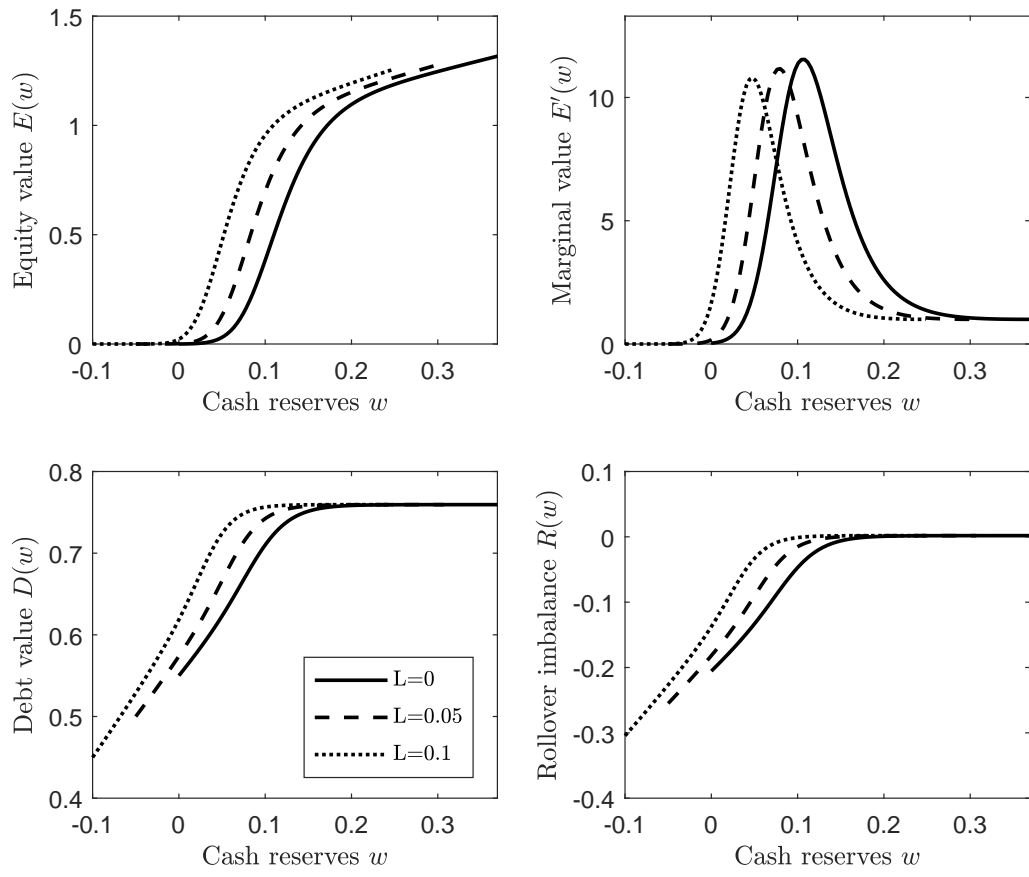 Equity value E(w)
1.5
1
0.5
0
-0.1 0 0.1 0.2 0.3
Cash reserves w
Marginal value E′(w)
10
5
0
-0.1 0 0.1 0.2 0.3
Cash reserves w
Debt value D(w)
0.8
0.7
0.6
0.5
0.4
-0.1 0 0.1 0.2 0.3
Cash reserves w
L=0
L=0.05
L=0.1
Rollover imbalance R(w)
0.1
0
-0.1
-0.2
-0.3
-0.4
-0.1 0 0.1 0.2 0.3
Cash reserves w